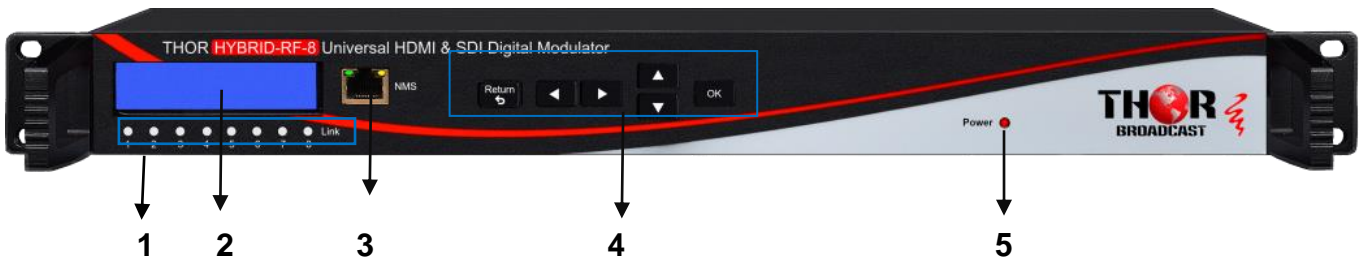 THOR HYBRID-RF-8 Universal HDMI & SDI Digital Modulator
NMS
Return
OK
1 2 3 4 5 6 7 8 Link
Power
THOR
BROADCAST
1 2 3 4 5